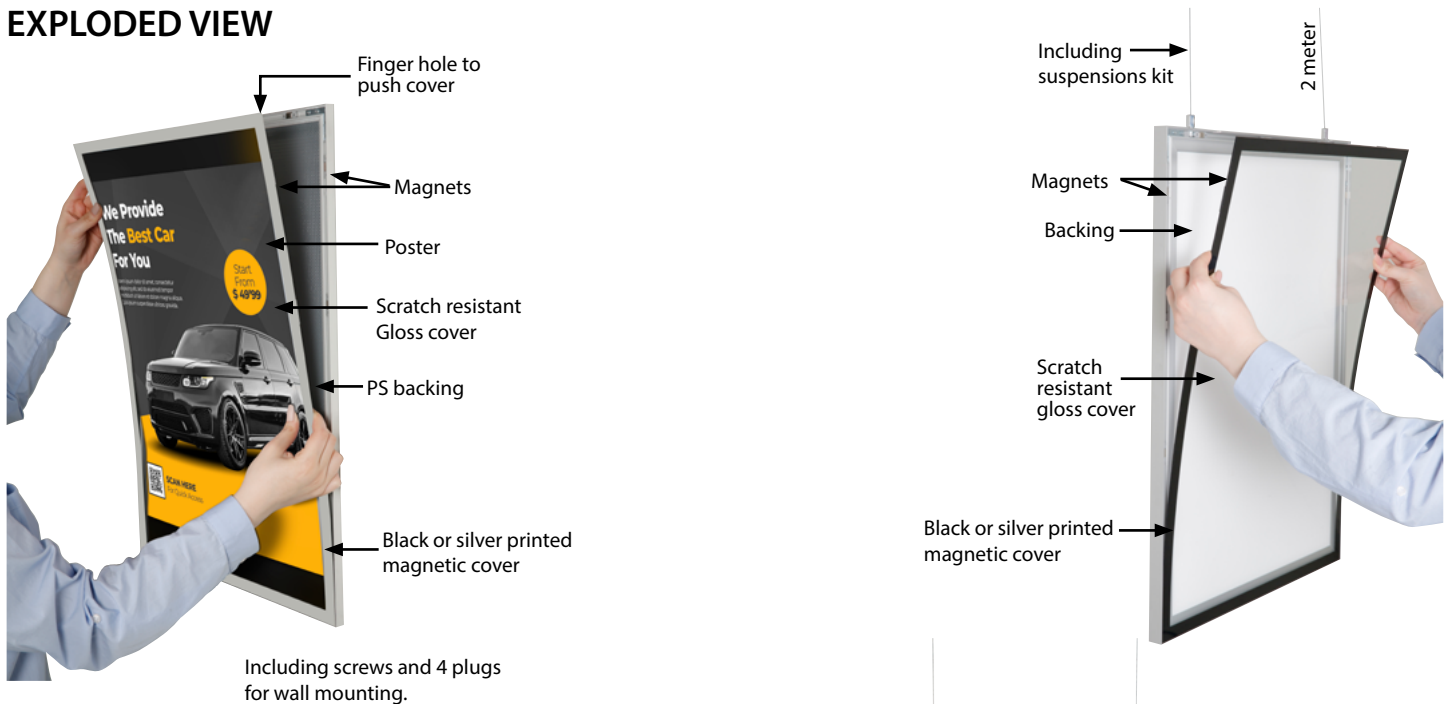 EXPLODED VIEW
Finger hole to
push cover
Magnets
Poster
Scratch resistant
Gloss cover
PS backing
Black or silver printed
magnetic cover
We Provide
The Best Car
For You
Start
From
$ 49'99
SCAN HERE
For Quick Access
Including screws and 4 plugs
for wall mounting.
Including
suspensions kit
2 meter
Magnets
Backing
Scratch
resistant
gloss cover
Black or silver printed
magnetic cover